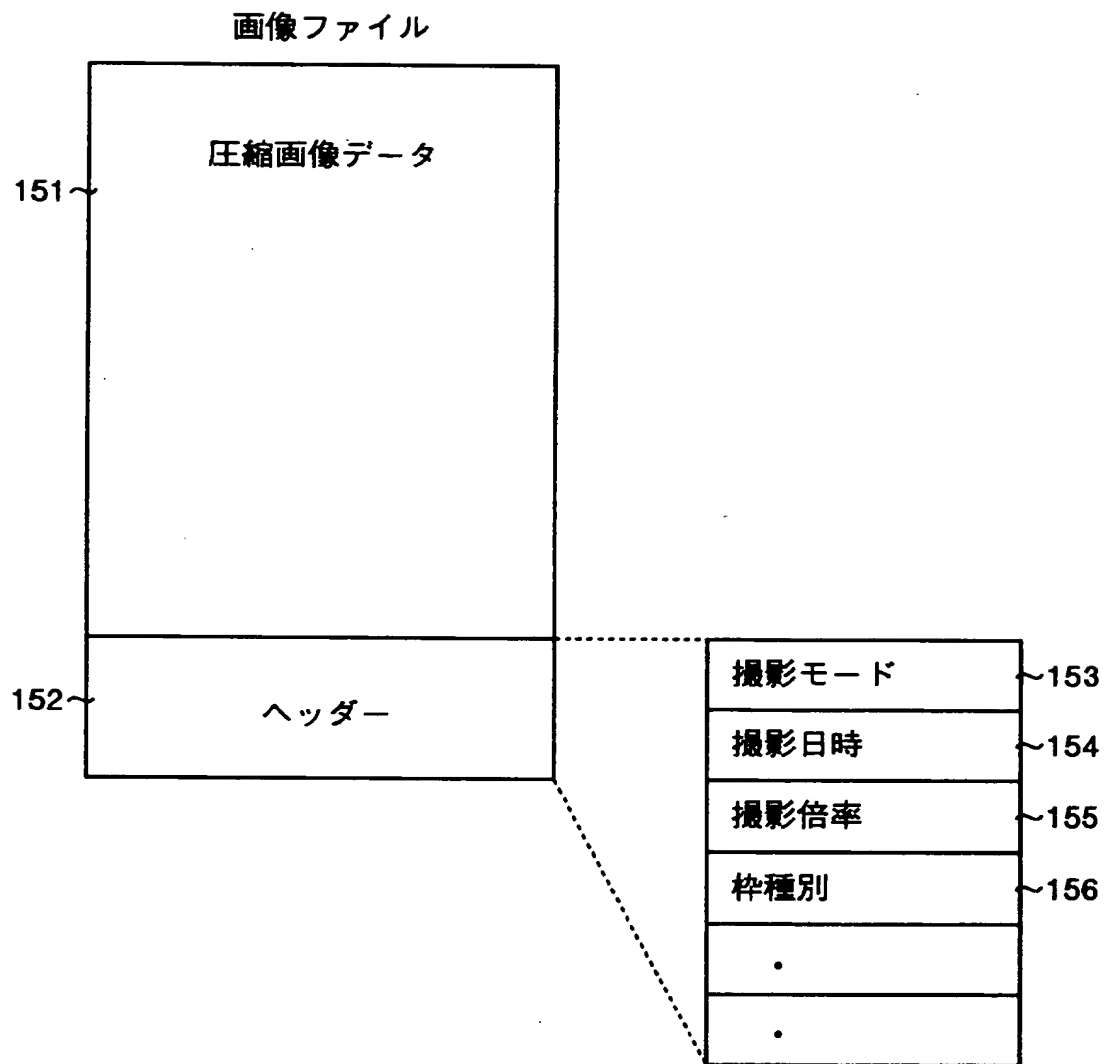 画像ファイル
圧縮画像データ
151
152
ヘッダー
撮影モード
153
撮影日時
154
撮影倍率
155
枠種別
156
・
・